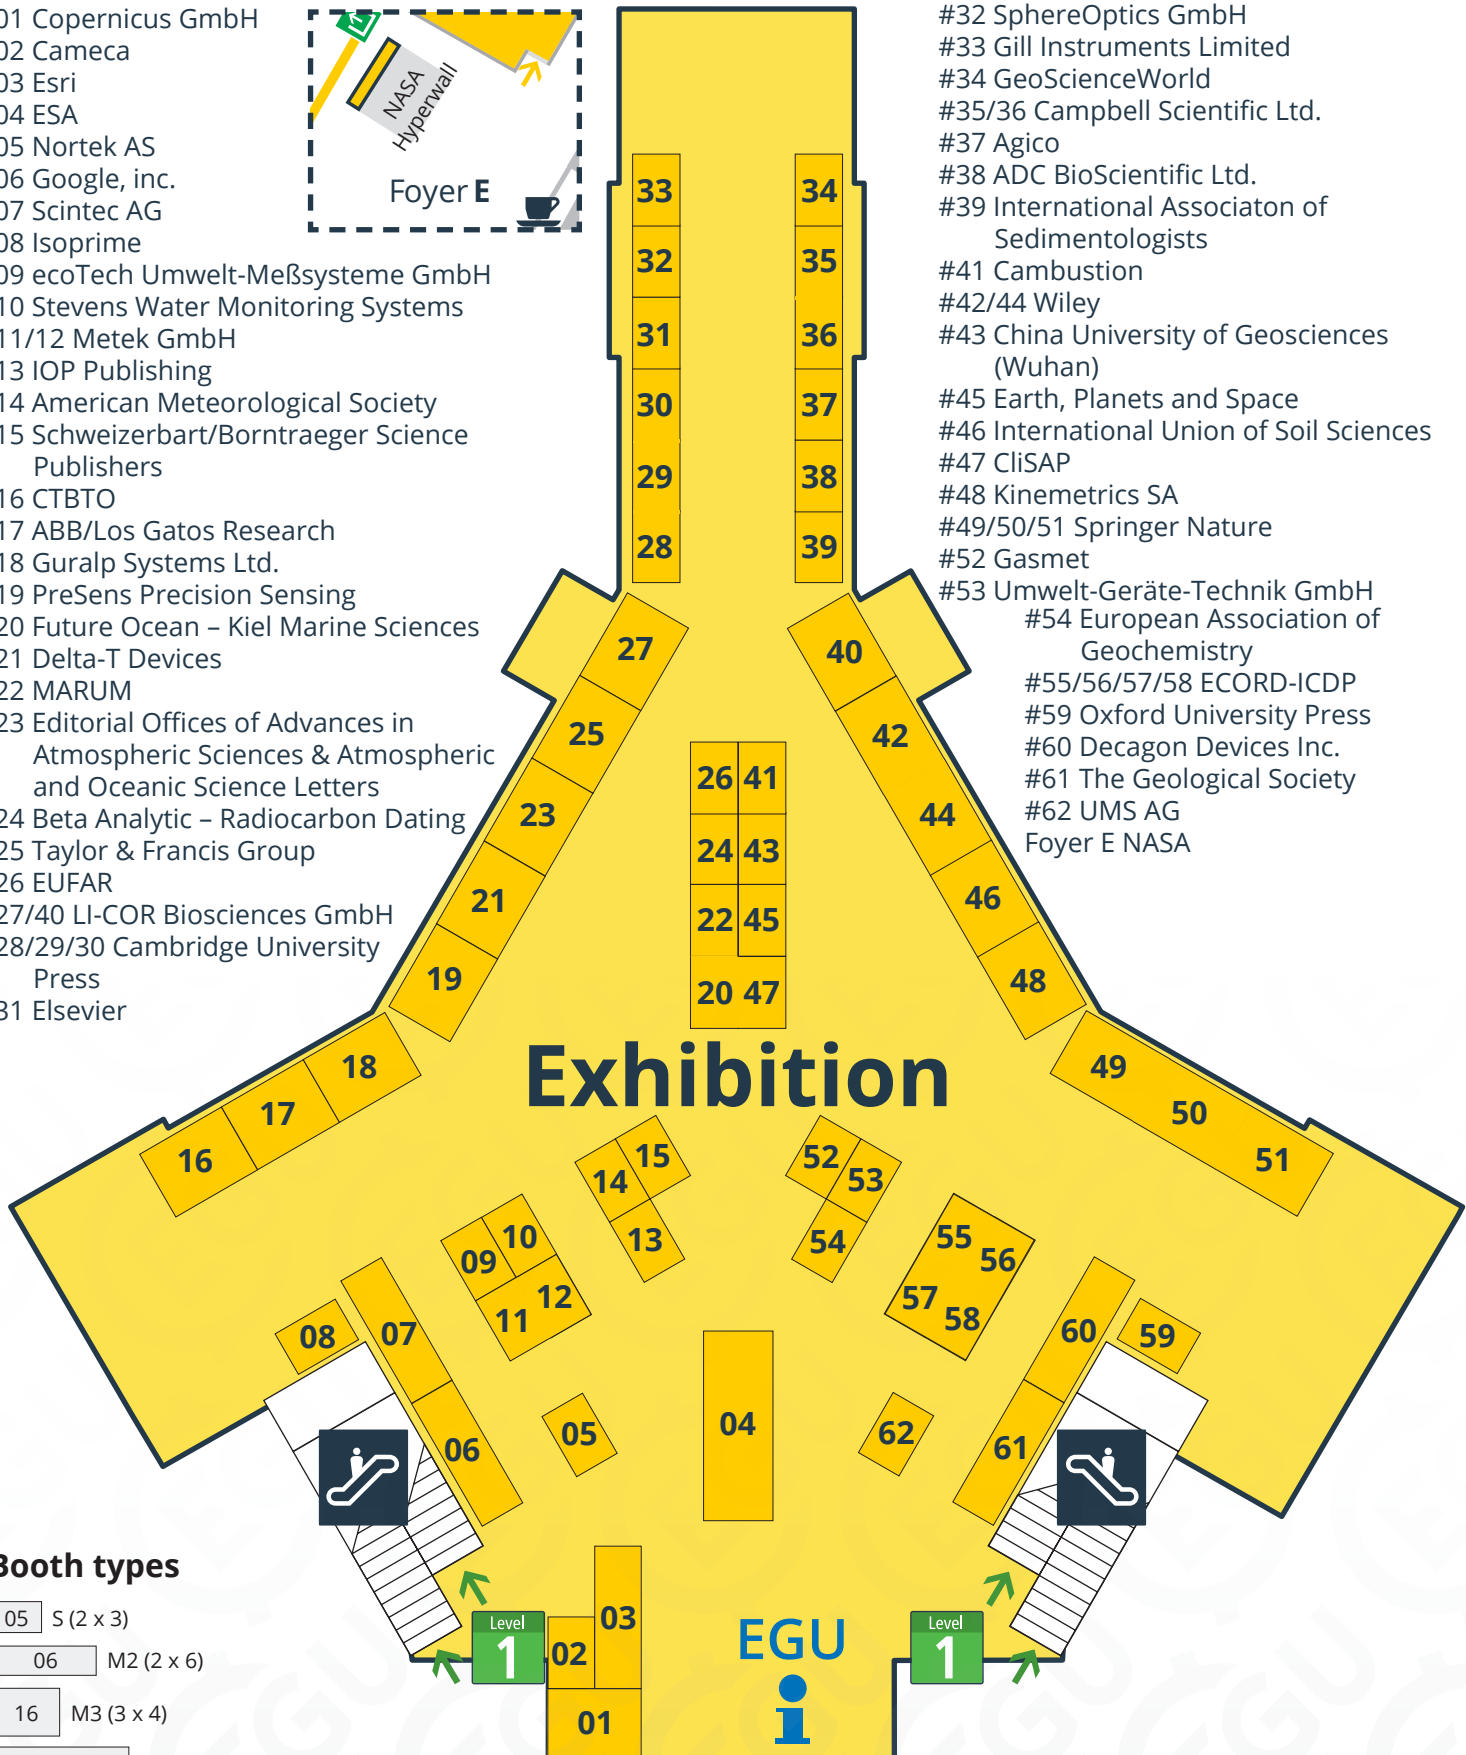 01 Copernicus GmbH
02 Cameca
03 Esri
04 ESA
05 Nortek AS
06 Google, inc.
07 Scintec AG
08 Isoprime
09 ecoTech Umwelt-Meßsysteme GmbH
10 Stevens Water Monitoring Systems
11/12 Metek GmbH
13 IOP Publishing
14 American Meteorological Society
15 Schweizerbart/Borntraeger Science
Publishers
16 CTBTO
17 ABB/Los Gatos Research
18 Guralp Systems Ltd.
19 PreSens Precision Sensing
20 Future Ocean – Kiel Marine Sciences
21 Delta-T Devices
22 MARUM
23 Editorial Offices of Advances in
Atmospheric Sciences & Atmospheric
and Oceanic Science Letters
24 Beta Analytic – Radiocarbon Dating
25 Taylor & Francis Group
26 EUFAR
27/40 LI-COR Biosciences GmbH
28/29/30 Cambridge University
Press
31 Elsevier
NASA
Hyperwall
Foyer E
#32 SphereOptics GmbH
#33 Gill Instruments Limited
#34 GeoScienceWorld
#35/36 Campbell Scientific Ltd.
#37 Agico
#38 ADC BioScientific Ltd.
#39 International Associaton of
Sedimentologists
#41 Cambustion
#42/44 Wiley
#43 China University of Geosciences
(Wuhan)
#45 Earth, Planets and Space
#46 International Union of Soil Sciences
#47 CliSAP
#48 Kinemetrics SA
#49/50/51 Springer Nature
#52 Gasmet
#53 Umwelt-Geräte-Technik GmbH
#54 European Association of
Geochemistry
#55/56/57/58 ECORD-ICDP
#59 Oxford University Press
#60 Decagon Devices Inc.
#61 The Geological Society
#62 UMS AG
Foyer E NASA
33 34
32 35
31 36
30 37
29 38
28 39
27 40
25 42
26 41
23 44
24 43
21 46
22 45
19 48
20 47
Exhibition
18 49
17 50
16 51
15 52
14 53
13 54
10 55
09 56
12 57
11 58
08 07 60 59
05 04 62
06 61
03
02
01
Level
1
EGU
i
Level
1
Booth types
05 S (2 x 3)
06 M2 (2 x 6)
16 M3 (3 x 4)